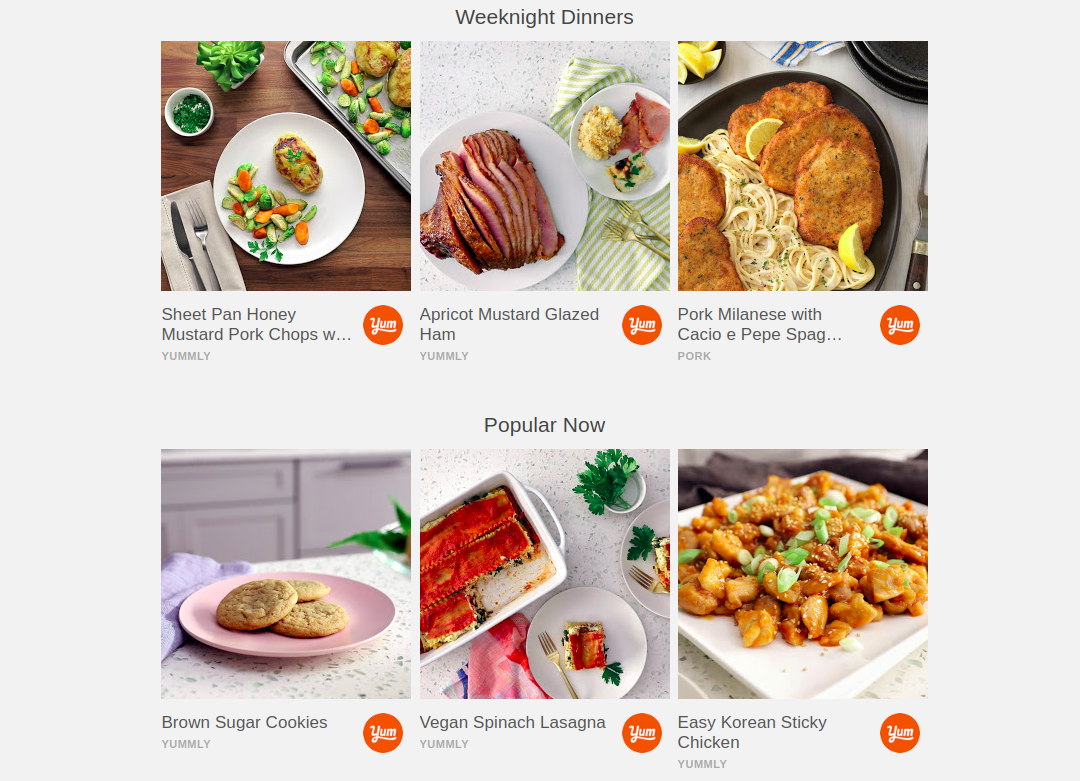 Weeknight Dinners
Sheet Pan Honey
Mustard Pork Chops w…
Yum
YUMMLY
Apricot Mustard Glazed
Ham
Yum
YUMMLY
Pork Milanese with
Cacio e Pepe Spag…
Yum
PORK
Popular Now
Brown Sugar Cookies
Yum
YUMMLY
Vegan Spinach Lasagna
Yum
YUMMLY
Easy Korean Sticky
Chicken
Yum
YUMMLY